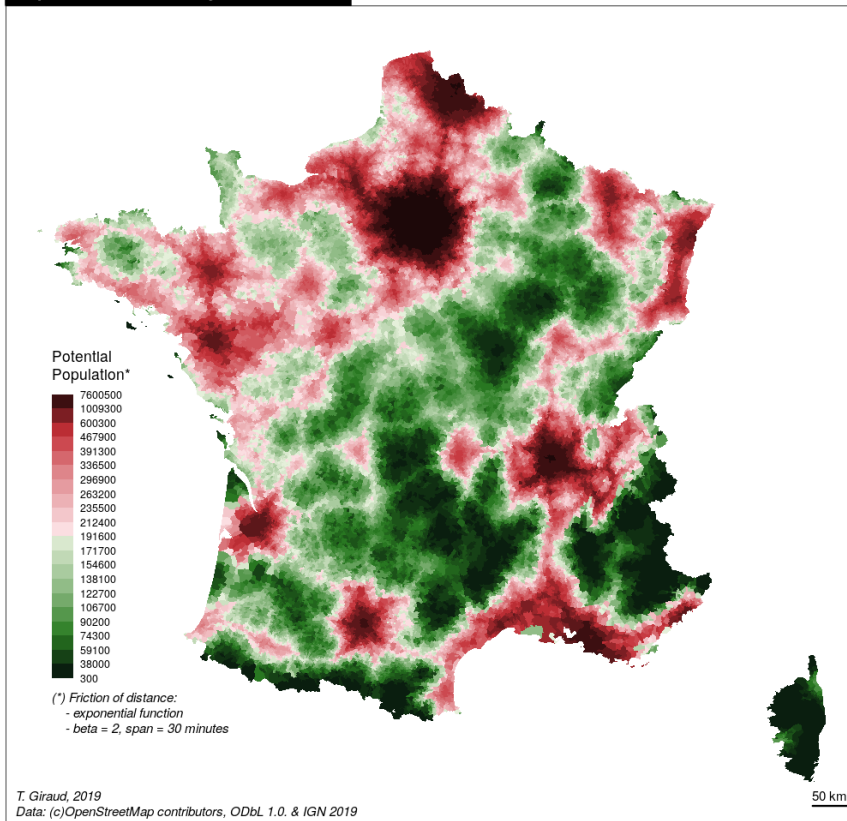 Potential
Population*
7600500
1009300
600300
467900
391300
336500
296900
263200
235500
212400
191600
171700
154600
138100
122700
106700
90200
74300
59100
38000
300
(*) Friction of distance:
- exponential function
- beta = 2, span = 30 minutes
T. Giraud, 2019
Data: (c)OpenStreetMap contributors, ODbL 1.0. & IGN 2019
50 km